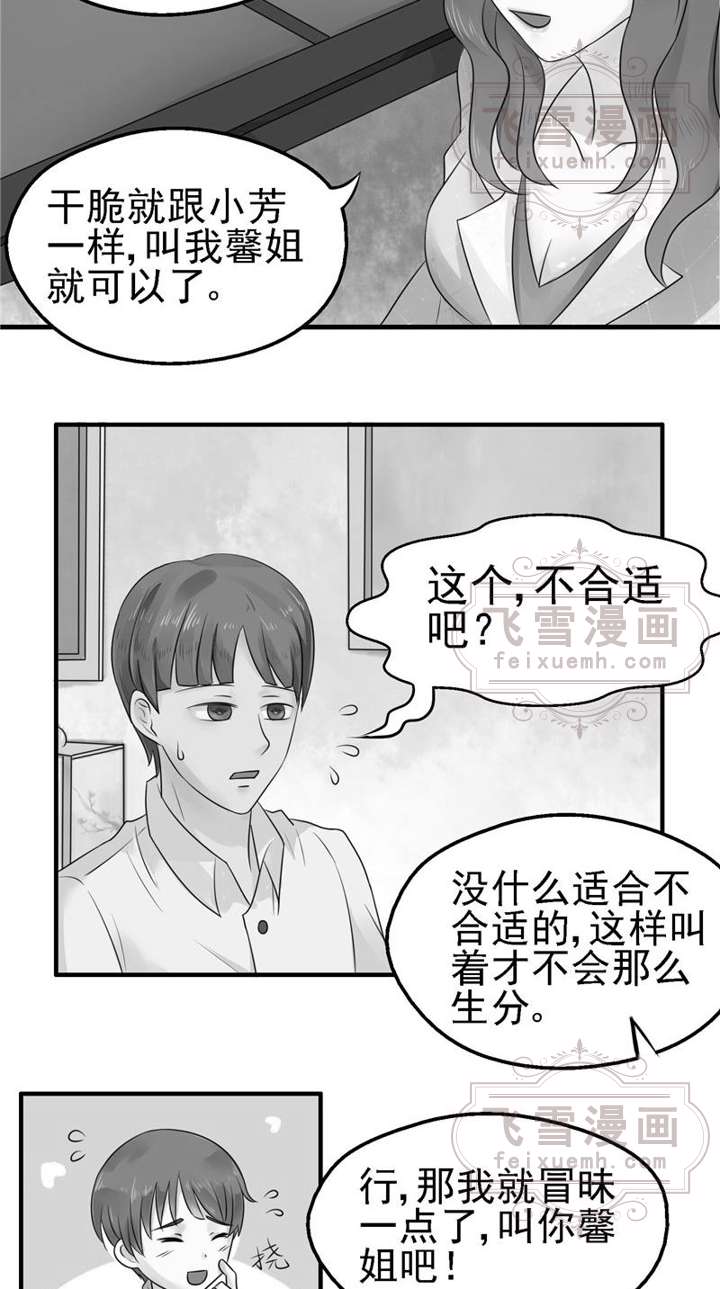 飞雪漫画
feixuemh.com
干脆就跟小芳
一样,叫我馨姐
就可以了。
这个,不合适
吧?
飞雪漫画
feixuemh.com
没什么适合不
合适的,这样叫
着才不会那么
生分。
飞雪漫画
feixuemh.com
行,那我就冒昧
一点了,叫你馨
姐吧!
挠